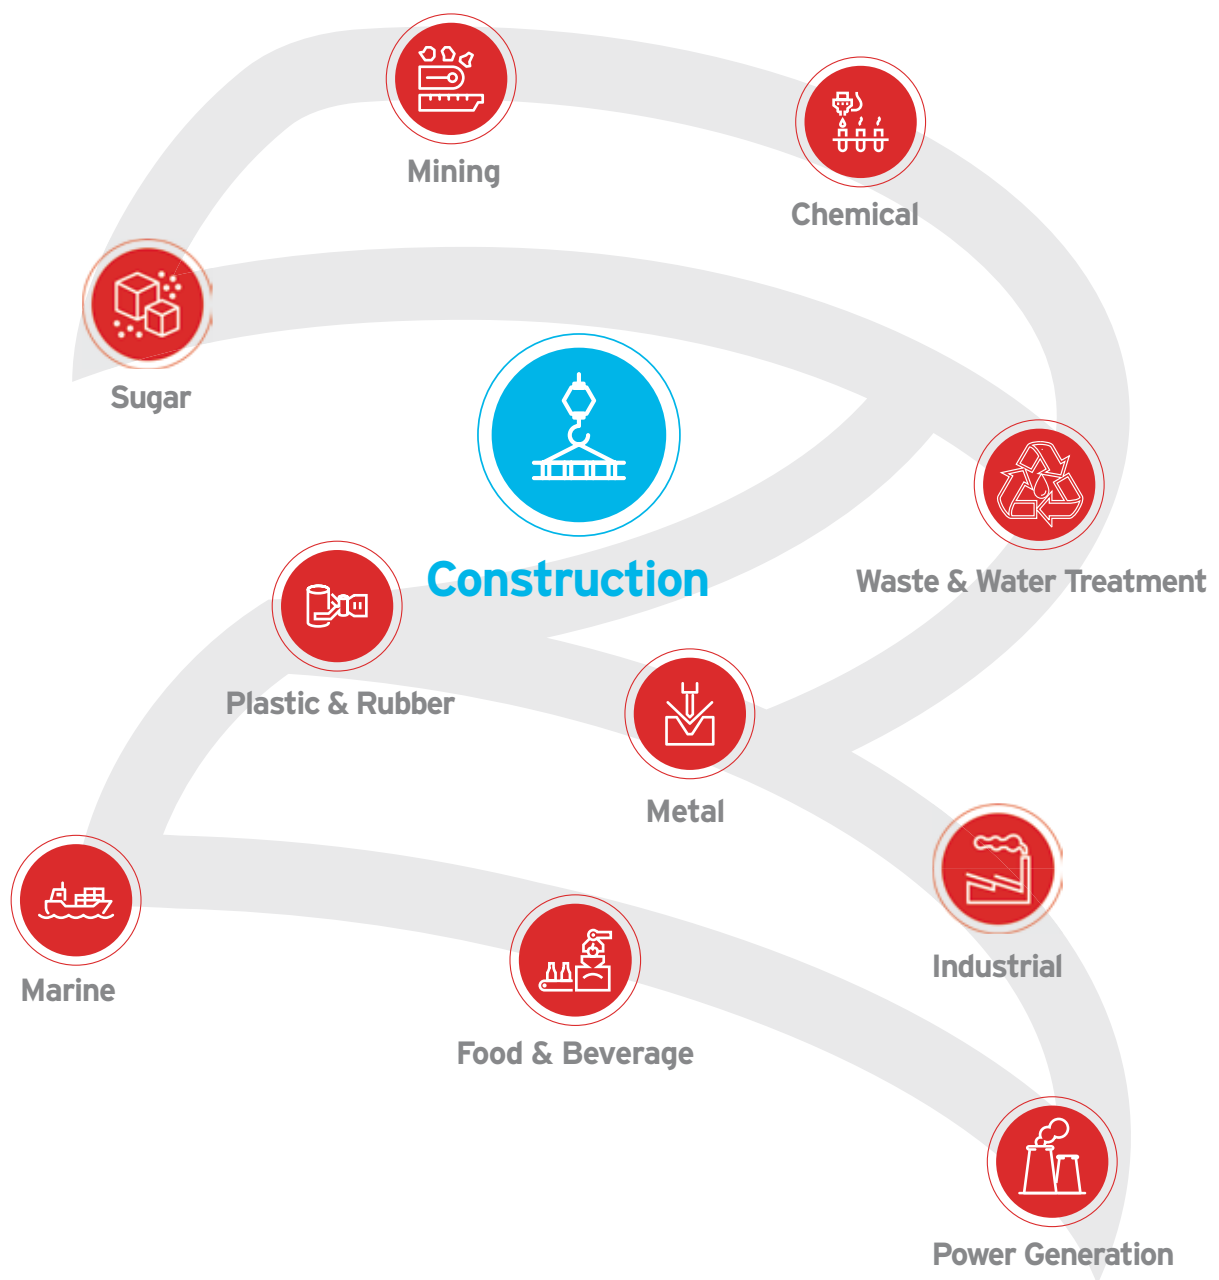 Mining
Chemical
Sugar
Construction
Waste & Water Treatment
Plastic & Rubber
Metal
Industrial
Marine
Food & Beverage
Power Generation